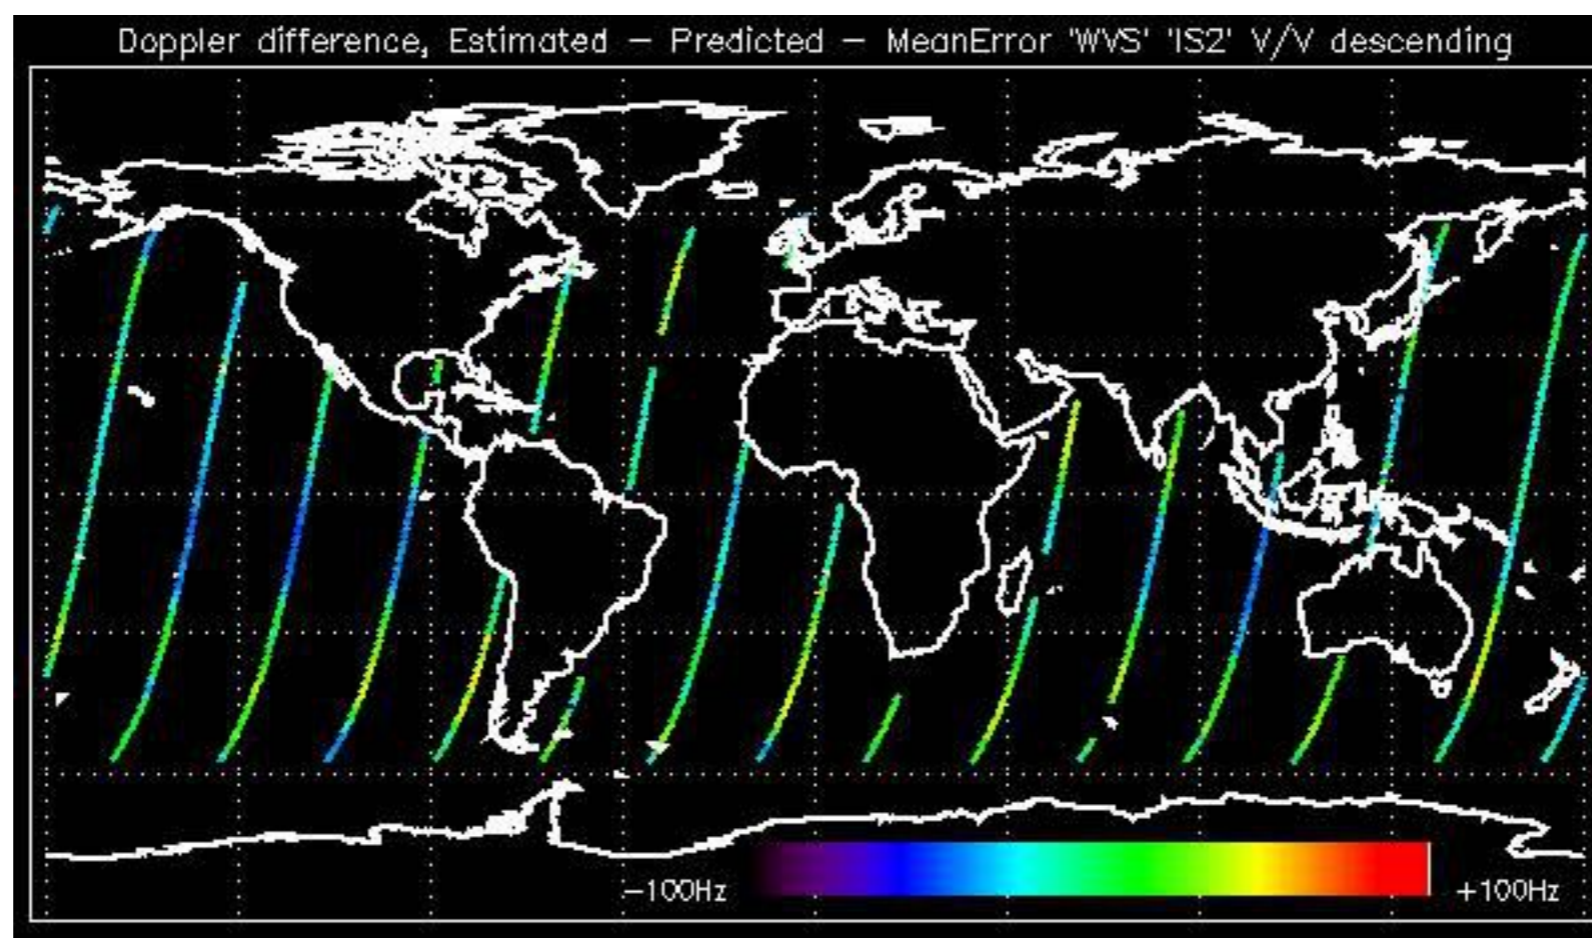 Doppler difference, Estimated − Predicted − MeanError 'WVS' 'IS2' V/V descending
−100Hz +100Hz